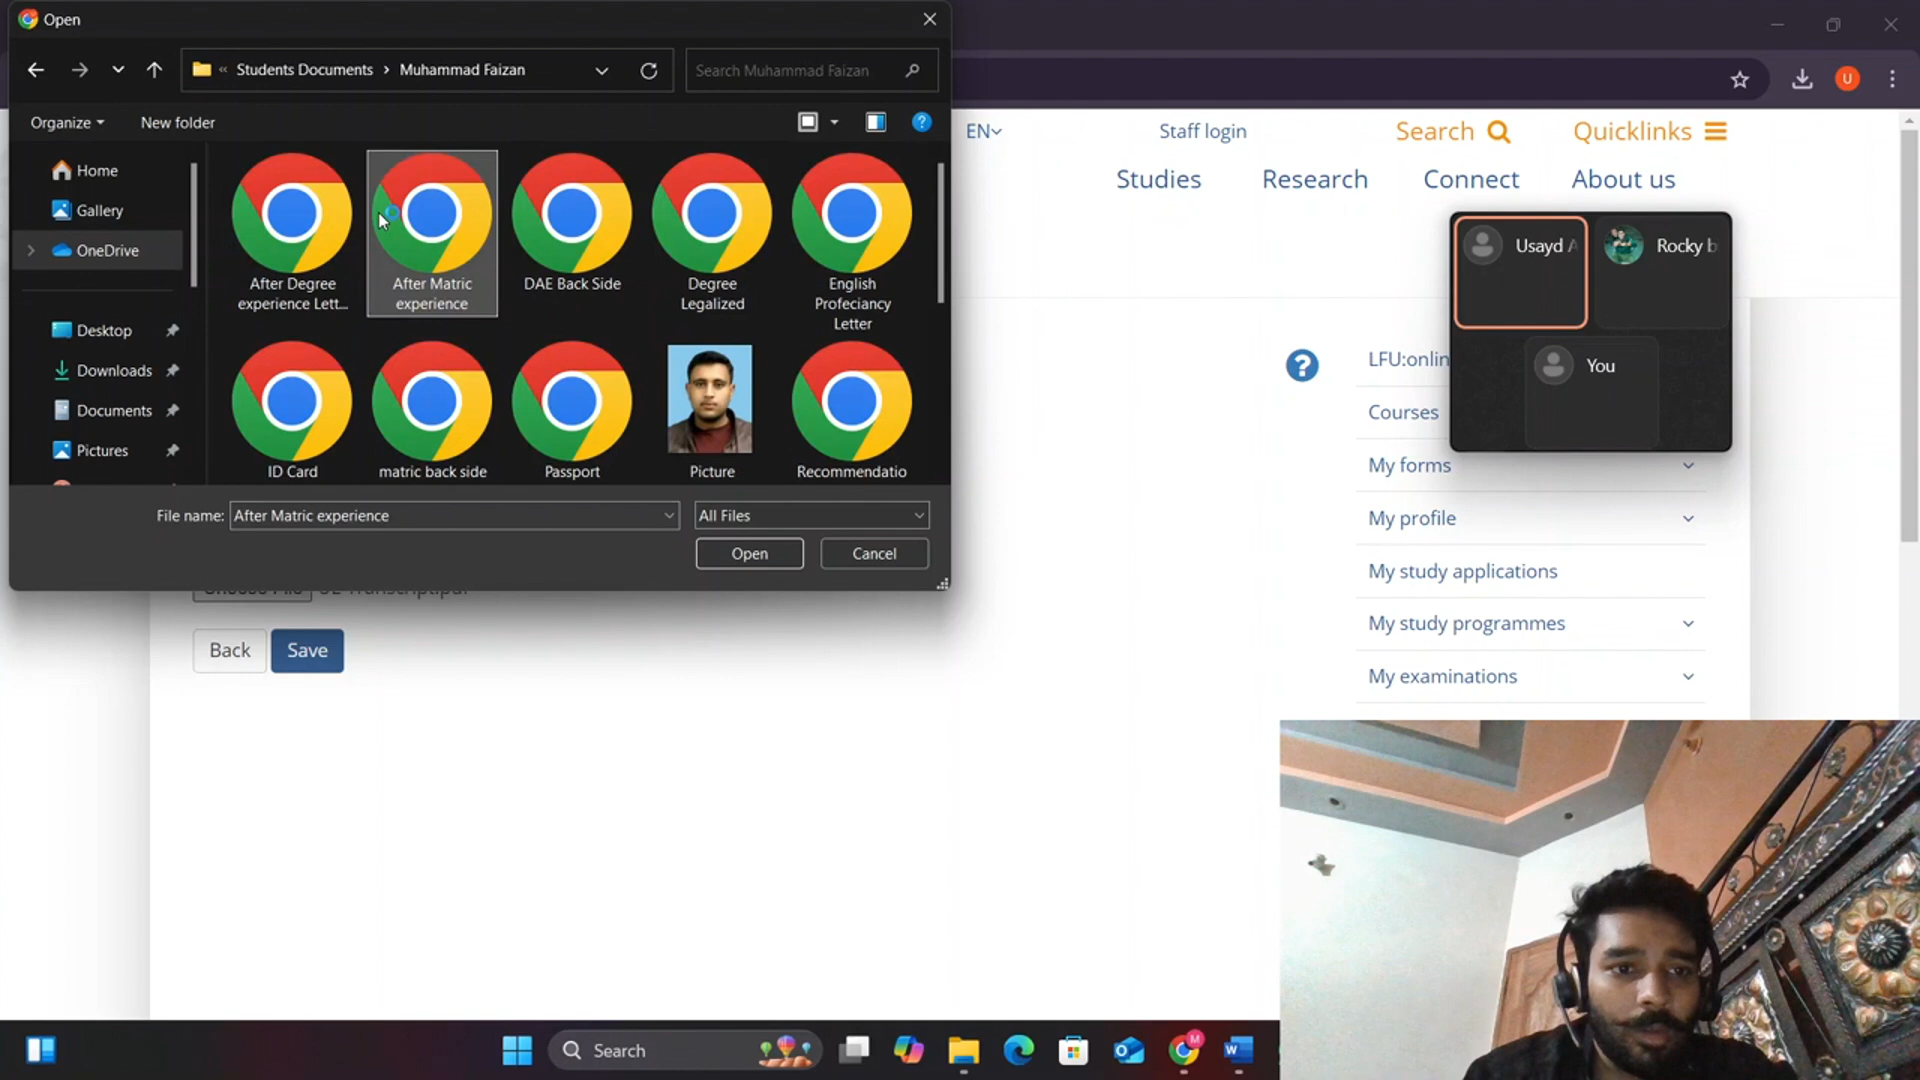 Open
Students Documents
Muhammad Faizan
Search Muhammad Faizan
Organize
New folder
Home
Gallery
OneDrive
Desktop
Downloads
Documents
Pictures
After Degree
experience Lett...
After Matric
experience
DAE Back Side
Degree
Legalized
English
Profeciancy
Letter
ID Card
matric back side
Passport
Picture
Recommendatio
File name: After Matric experience
All Files
Open
Cancel
Back
Save
U
EN
Staff login
Search
Quicklinks
Studies
Research
Connect
About us
Usayd A
Rocky b
You
LFU:onlin
Courses
My forms
My profile
My study applications
My study programmes
My examinations
Search
M
W